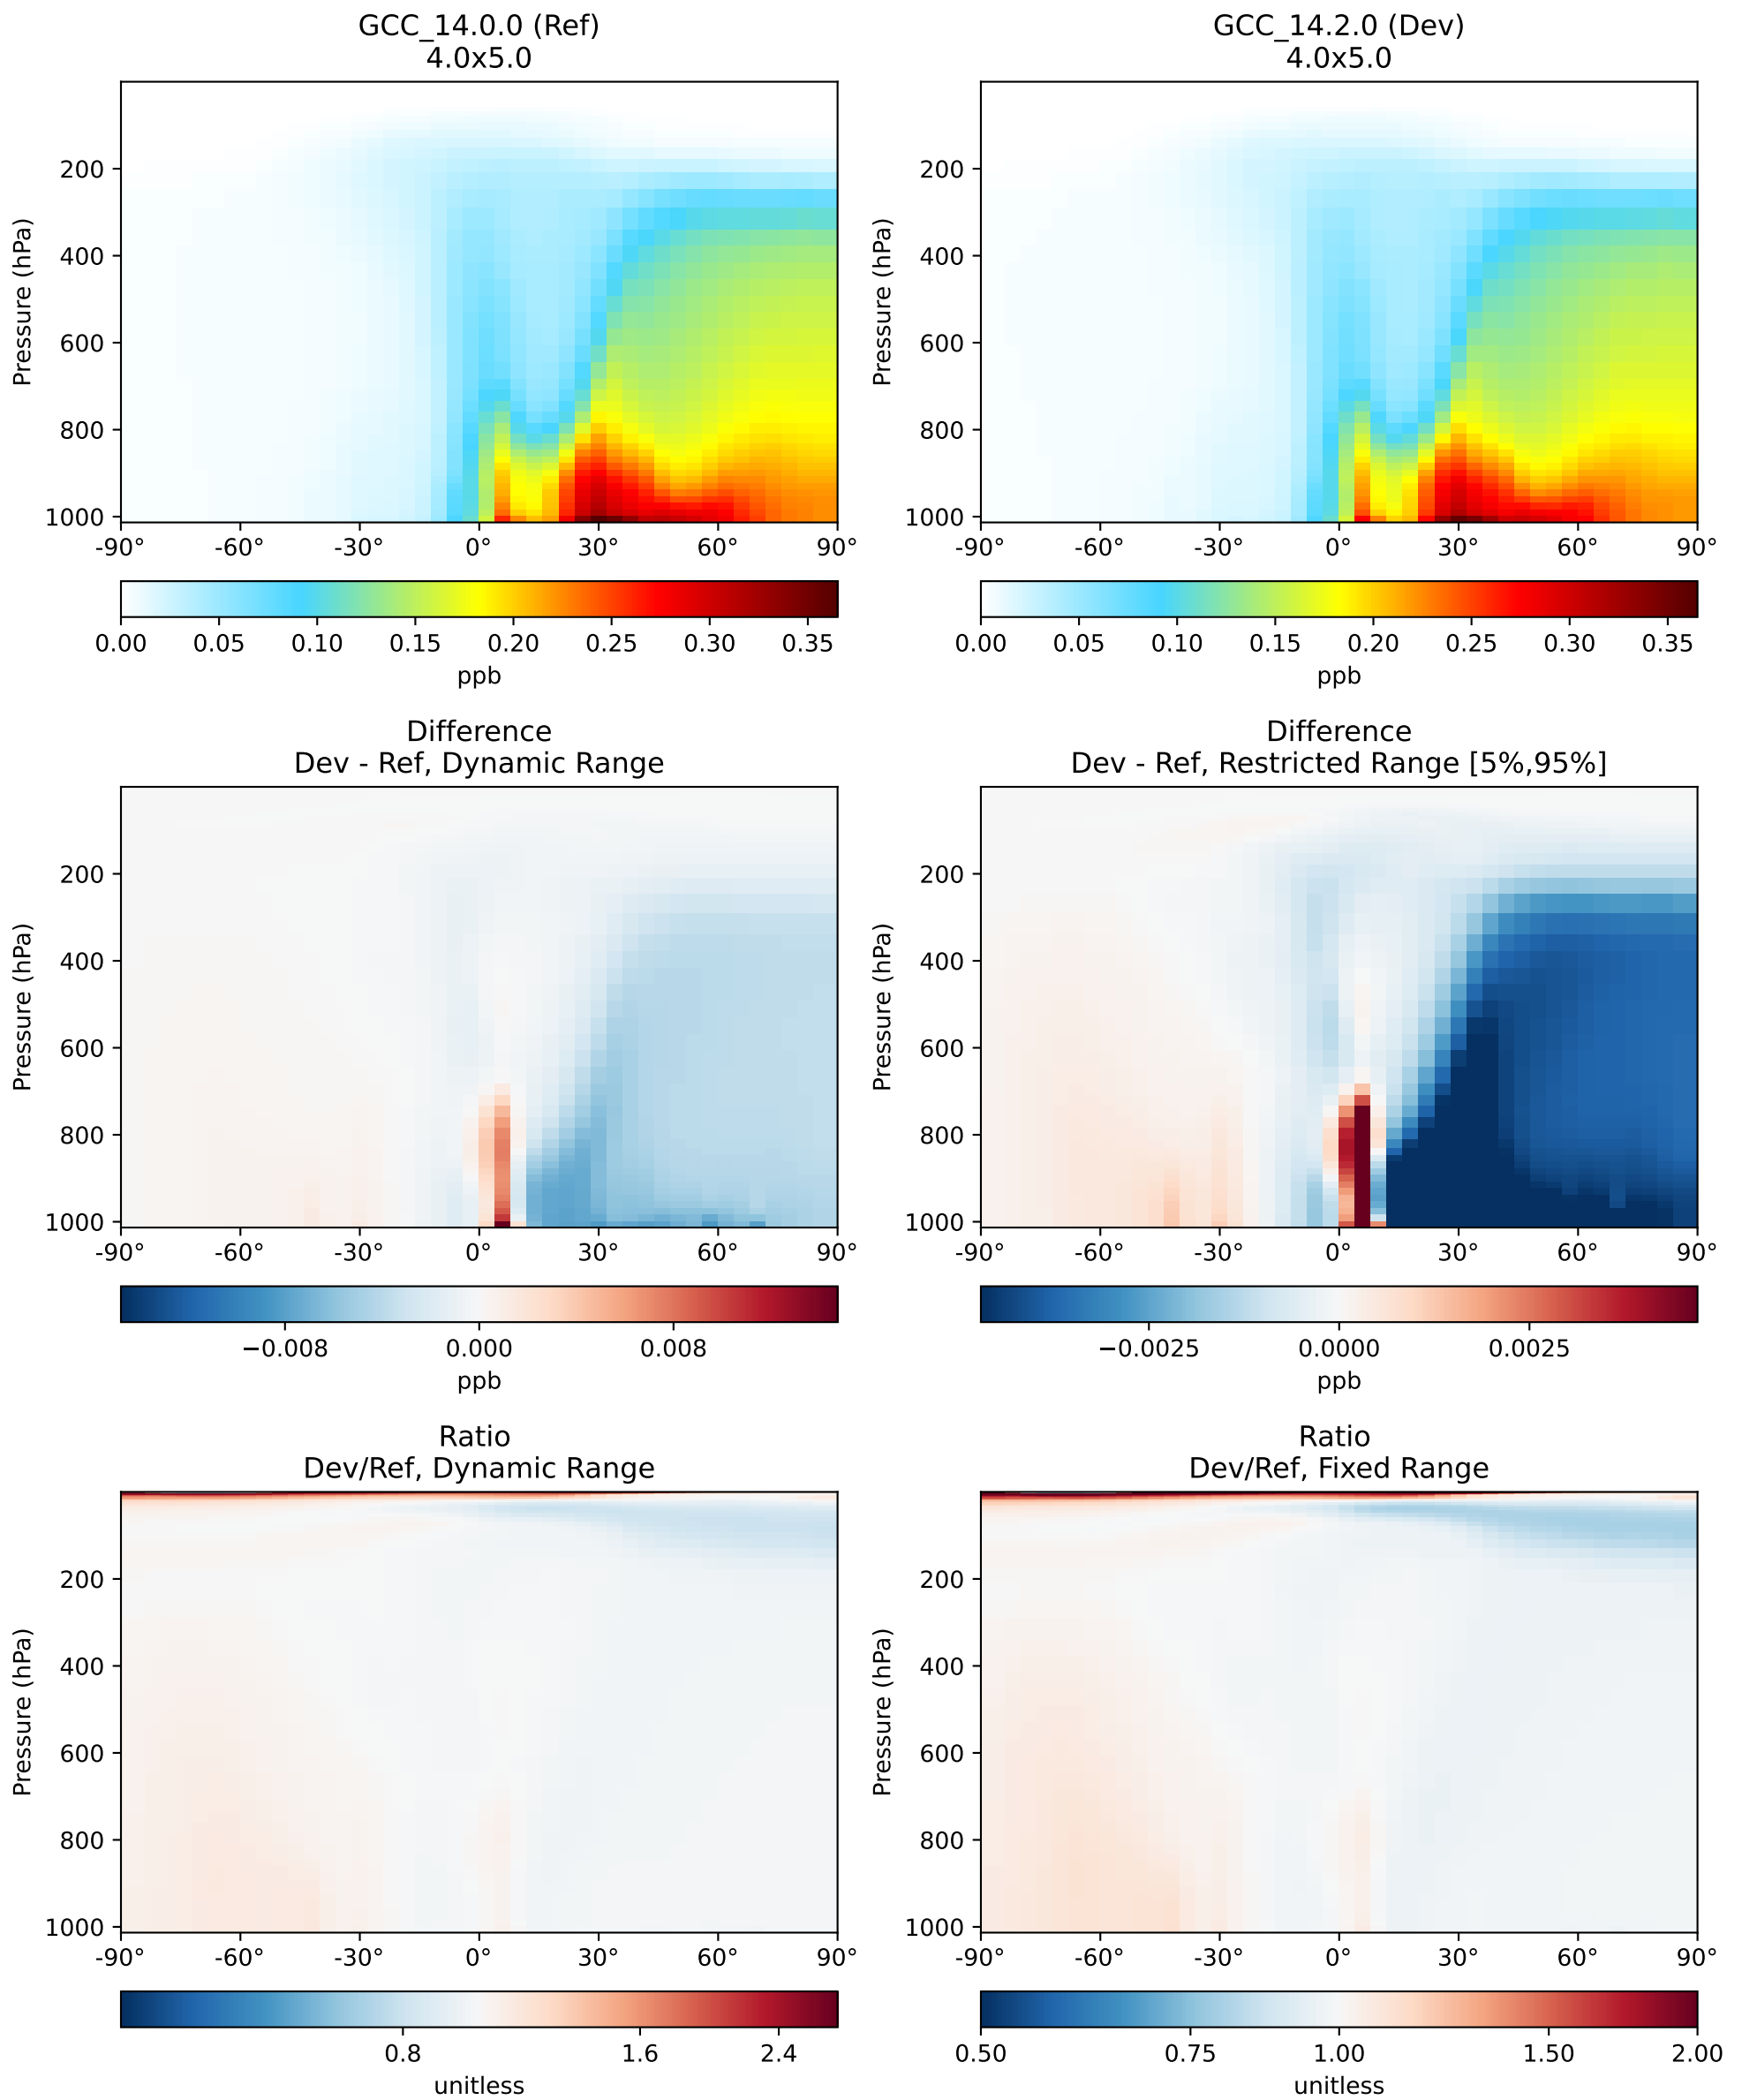 GCC_14.0.0 (Ref)
4.0x5.0
Pressure (hPa)
200
400
600
800
1000
-90° -60° -30° 0° 30° 60° 90°
0.00 0.05 0.10 0.15 0.20 0.25 0.30 0.35
ppb
GCC_14.2.0 (Dev)
4.0x5.0
Pressure (hPa)
200
400
600
800
1000
-90° -60° -30° 0° 30° 60° 90°
0.00 0.05 0.10 0.15 0.20 0.25 0.30 0.35
ppb
Difference
Dev - Ref, Dynamic Range
Pressure (hPa)
200
400
600
800
1000
-90° -60° -30° 0° 30° 60° 90°
−0.008 0.000 0.008
ppb
Difference
Dev - Ref, Restricted Range [5%,95%]
Pressure (hPa)
200
400
600
800
1000
-90° -60° -30° 0° 30° 60° 90°
−0.0025 0.0000 0.0025
ppb
Ratio
Dev/Ref, Dynamic Range
Pressure (hPa)
200
400
600
800
1000
-90° -60° -30° 0° 30° 60° 90°
0.8 1.6 2.4
unitless
Ratio
Dev/Ref, Fixed Range
Pressure (hPa)
200
400
600
800
1000
-90° -60° -30° 0° 30° 60° 90°
0.50 0.75 1.00 1.50 2.00
unitless